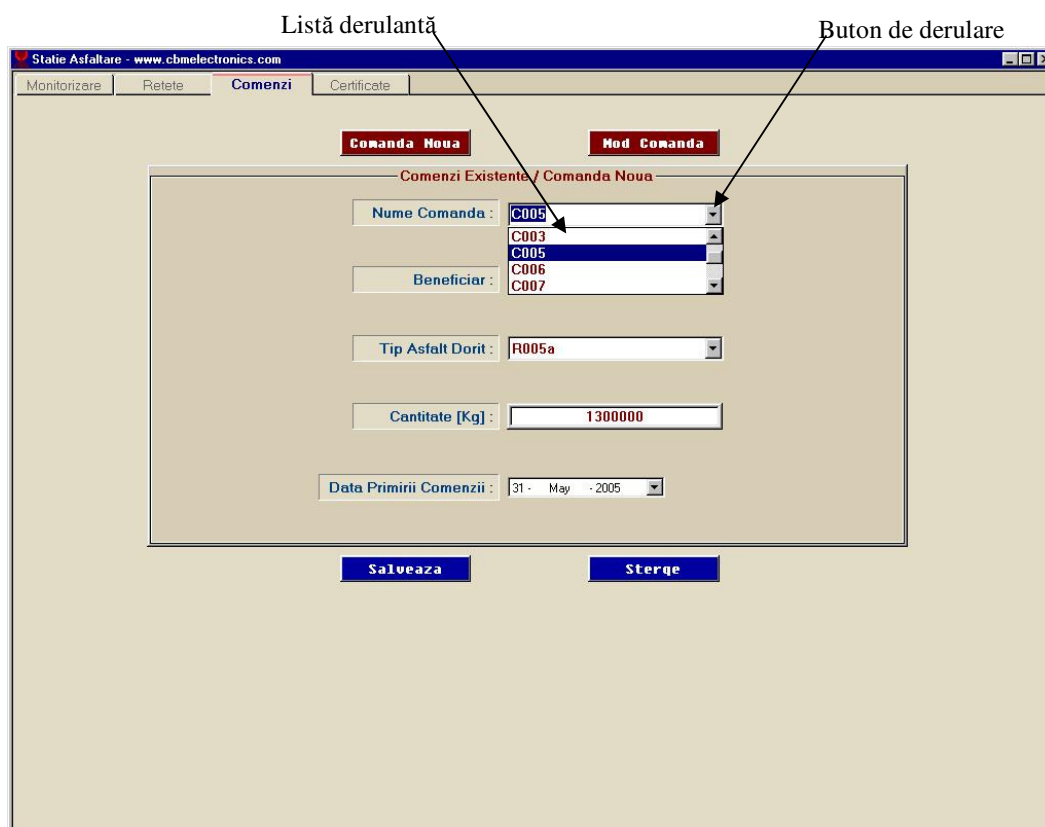 Listă derulantă
Buton de derulare
Statie Asfaltare - www.cbmelectronics.com
Monitorizare Retete Comenzi Certificate
Comanda Noua Mod Comanda
Comenzi Existente / Comanda Noua
Nume Comanda : C005
C003
C005
C006
C007
Beneficiar :
Tip Asfalt Dorit : R005a
Cantitate [Kg] : 1300000
Data Primirii Comenzii : 31 - May - 2005
Salveaza Sterge